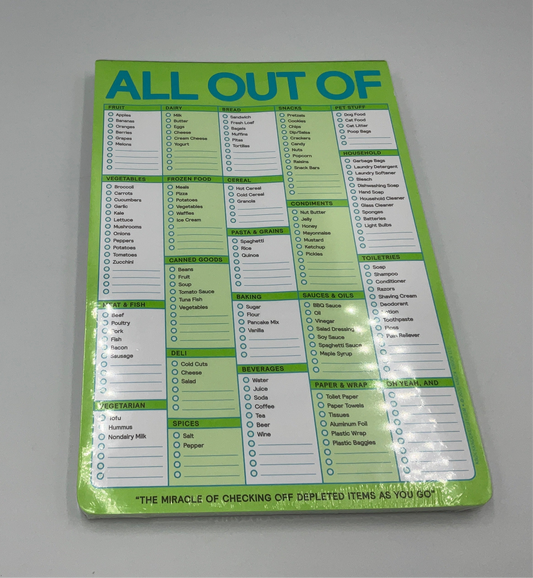 ALL OUT OF
FRUIT
Apples
Bananas
Oranges
Berries
Grapes
Melons
VEGETABLES
Broccoli
Carrots
Cucumbers
Garlic
Kale
Lettuce
Mushrooms
Onions
Peppers
Potatoes
Tomatoes
Zucchini
MEAT & FISH
Beef
Poultry
Pork
Fish
Bacon
Sausage
VEGETARIAN
Tofu
Hummus
Nondairy Milk
DAIRY
Milk
Butter
Eggs
Cheese
Cream Cheese
Yogurt
FROZEN FOOD
Meals
Pizza
Potatoes
Vegetables
Waffles
Ice Cream
CANNED GOODS
Beans
Fruit
Soup
Tomato Sauce
Tuna Fish
Vegetables
DELI
Cold Cuts
Cheese
Salad
SPICES
Salt
Pepper
BREAD
Sandwich
Fresh Loaf
Bagels
Muffins
Pitas
Tortillas
CEREAL
Hot Cereal
Cold Cereal
Granola
PASTA & GRAINS
Spaghetti
Rice
Quinoa
BAKING
Sugar
Flour
Pancake Mix
Vanilla
BEVERAGES
Water
Juice
Soda
Coffee
Tea
Beer
Wine
SNACKS
Pretzels
Cookies
Chips
Dip/Salsa
Crackers
Candy
Nuts
Popcorn
Raisins
Snack Bars
CONDIMENTS
Nut Butter
Jelly
Honey
Mayonnaise
Mustard
Ketchup
Pickles
SAUCES & OILS
BBQ Sauce
Oil
Vinegar
Salad Dressing
Soy Sauce
Spaghetti Sauce
Maple Syrup
PAPER & WRAP
Toilet Paper
Paper Towels
Tissues
Aluminum Foil
Plastic Wrap
Plastic Baggies
PET STUFF
Dog Food
Cat Food
Cat Litter
Poop Bags
HOUSEHOLD
Garbage Bags
Laundry Detergent
Laundry Softener
Bleach
Dishwashing Soap
Hand Soap
Household Cleaner
Glass Cleaner
Sponges
Batteries
Light Bulbs
TOILETRIES
Soap
Shampoo
Conditioner
Razors
Shaving Cream
Deodorant
Lotion
Toothpaste
Floss
Pain Reliever
OH YEAH, AND
"THE MIRACLE OF CHECKING OFF DEPLETED ITEMS AS YOU GO"